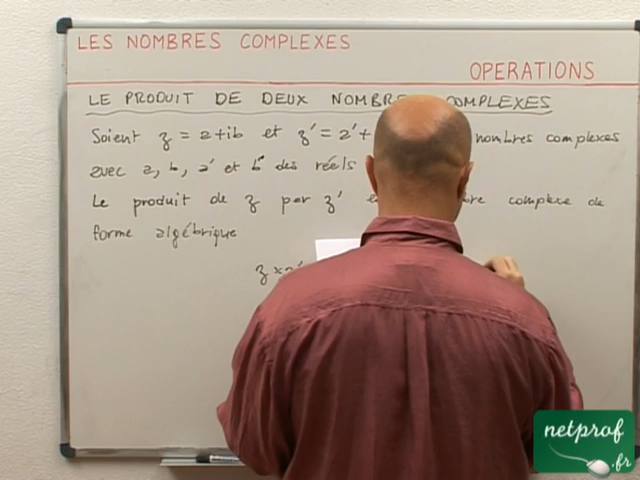 LES NOMBRES COMPLEXES
OPERATIONS
LE PRODUIT DE DEUX NOMBRES COMPLEXES
Soient z = a+ib et z' = a'+ nombres complexes
avec a, b, a' et b' des réels
Le produit de z par z' complexe de
forme algébrique
z×z'
netprof
.fr